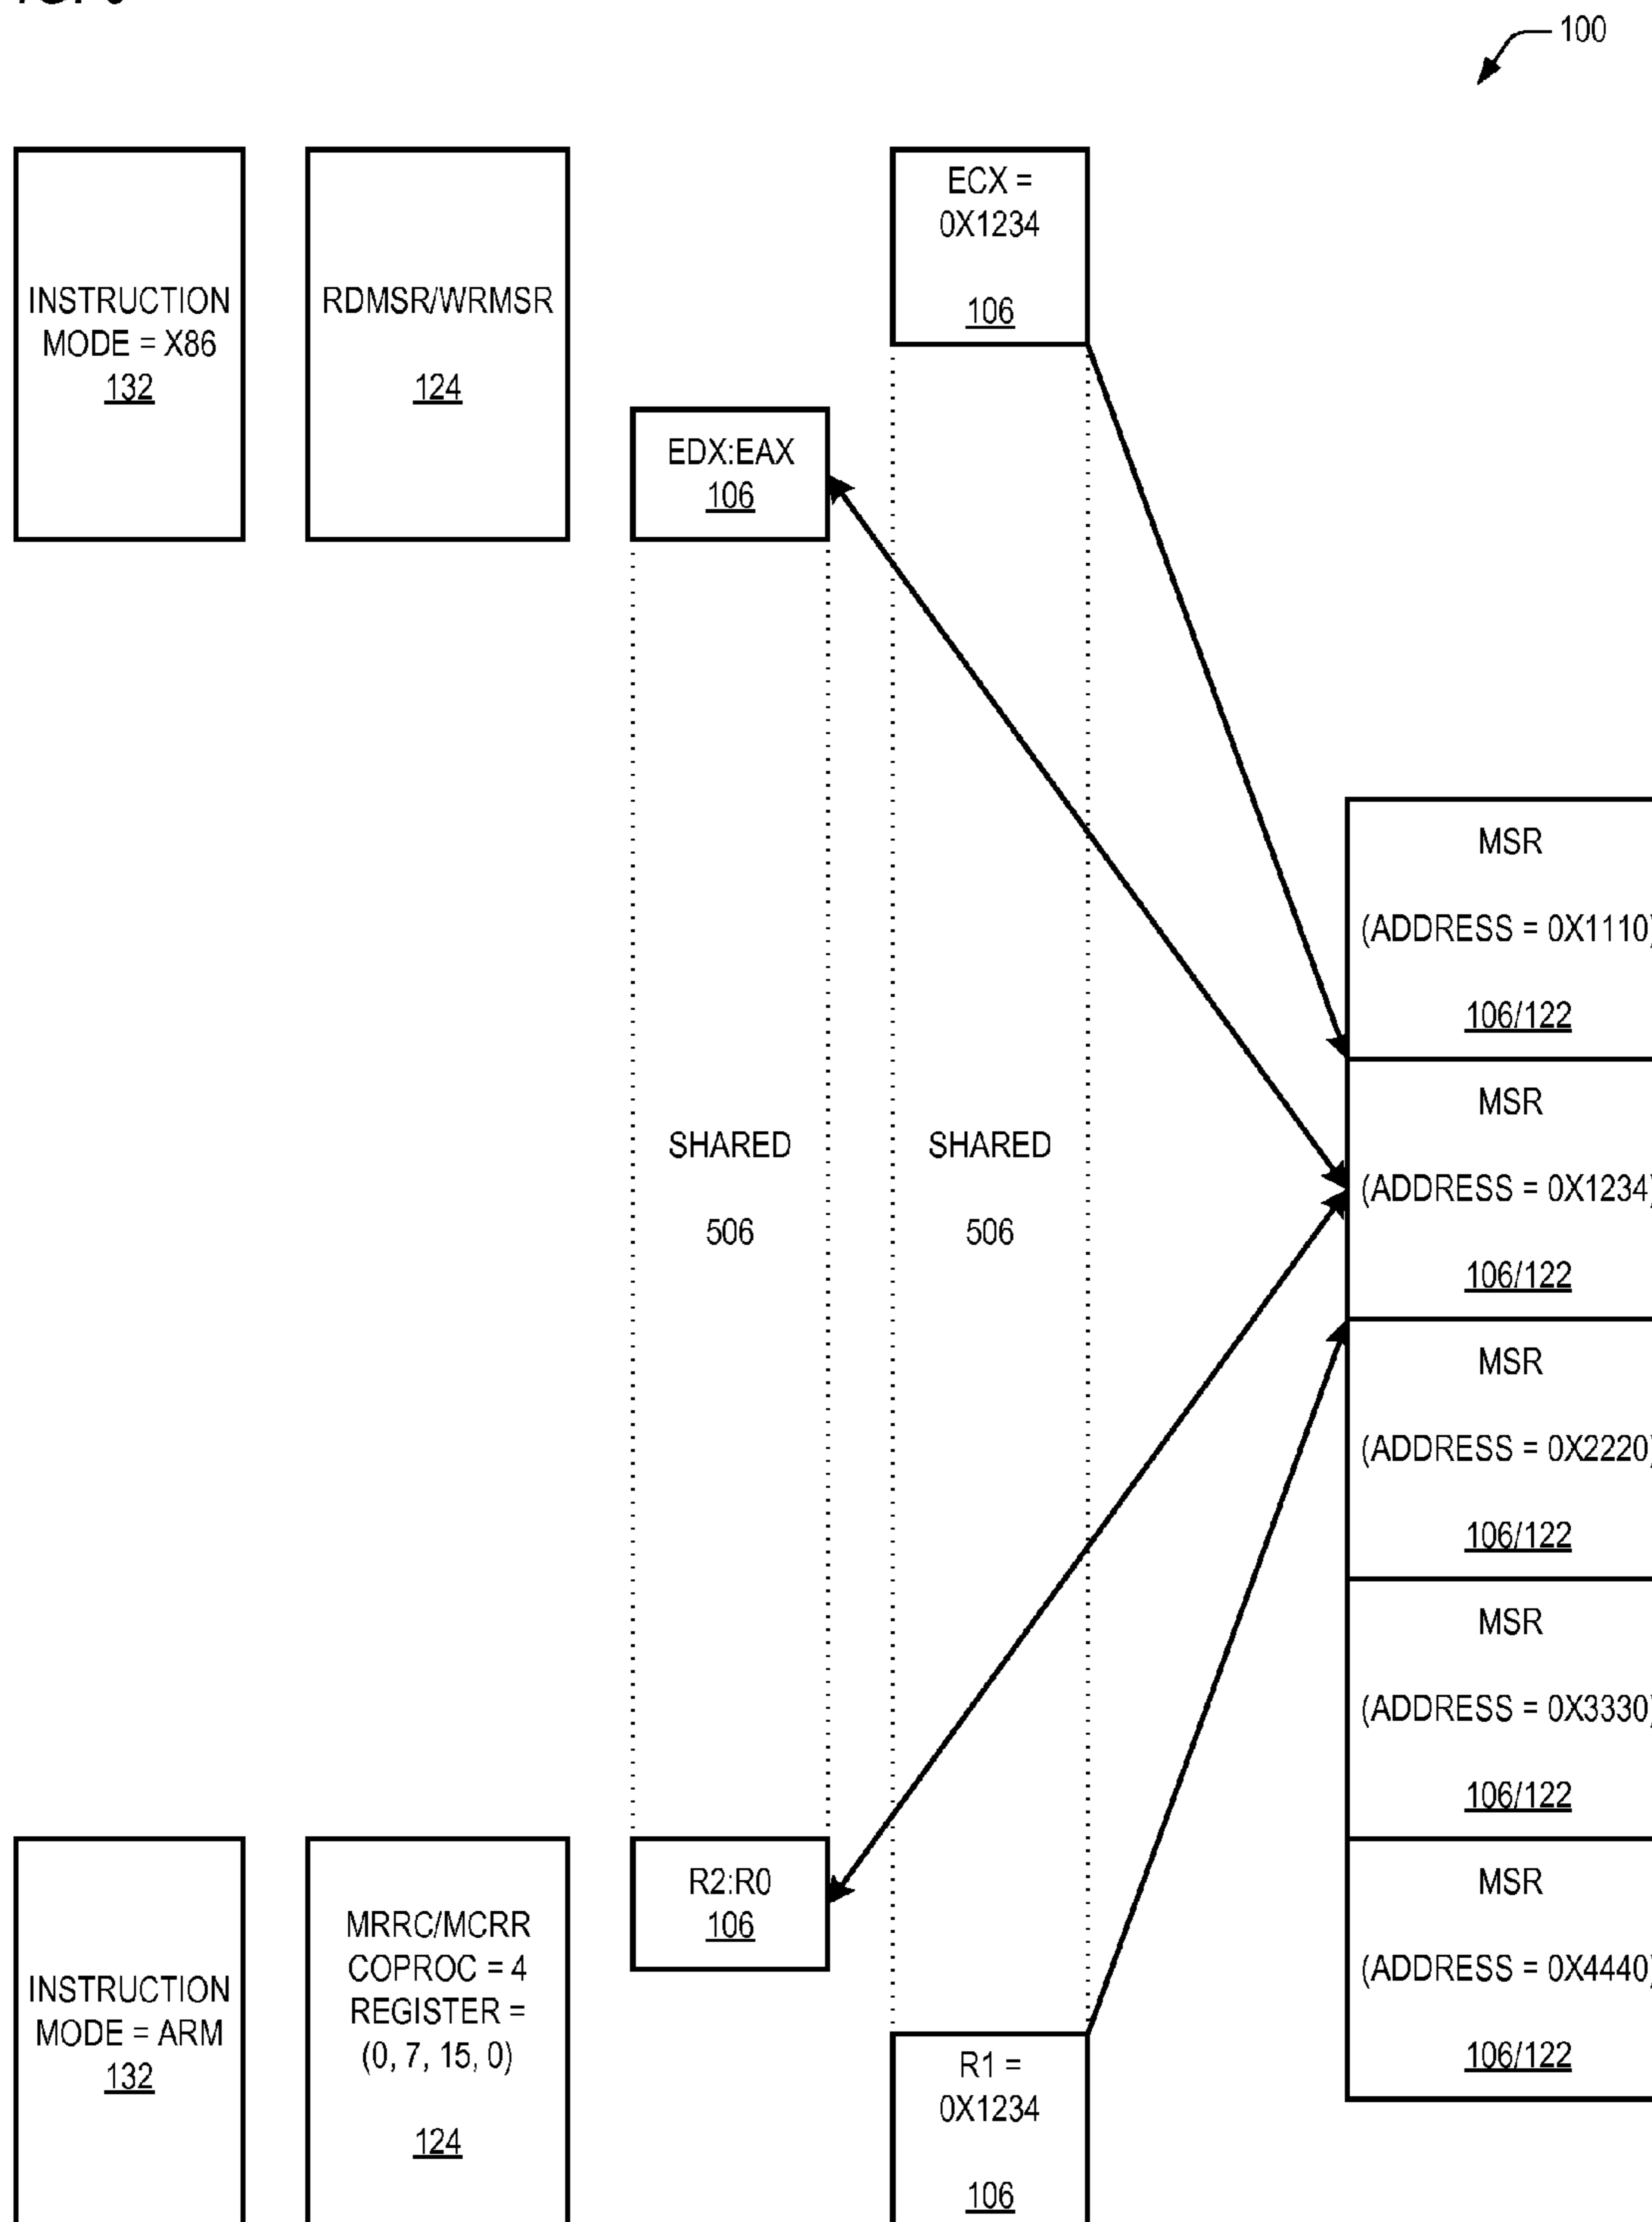 100
INSTRUCTION
MODE = X86
132
RDMSR/WRMSR
124
EDX:EAX
106
ECX =
0X1234
106
SHARED
506
SHARED
506
MSR
(ADDRESS = 0X1110)
106/122
MSR
(ADDRESS = 0X1234)
106/122
MSR
(ADDRESS = 0X2220)
106/122
MSR
(ADDRESS = 0X3330)
106/122
MSR
(ADDRESS = 0X4440)
106/122
INSTRUCTION
MODE = ARM
132
MRRC/MCRR
COPROC = 4
REGISTER =
(0, 7, 15, 0)
124
R2:R0
106
R1 =
0X1234
106